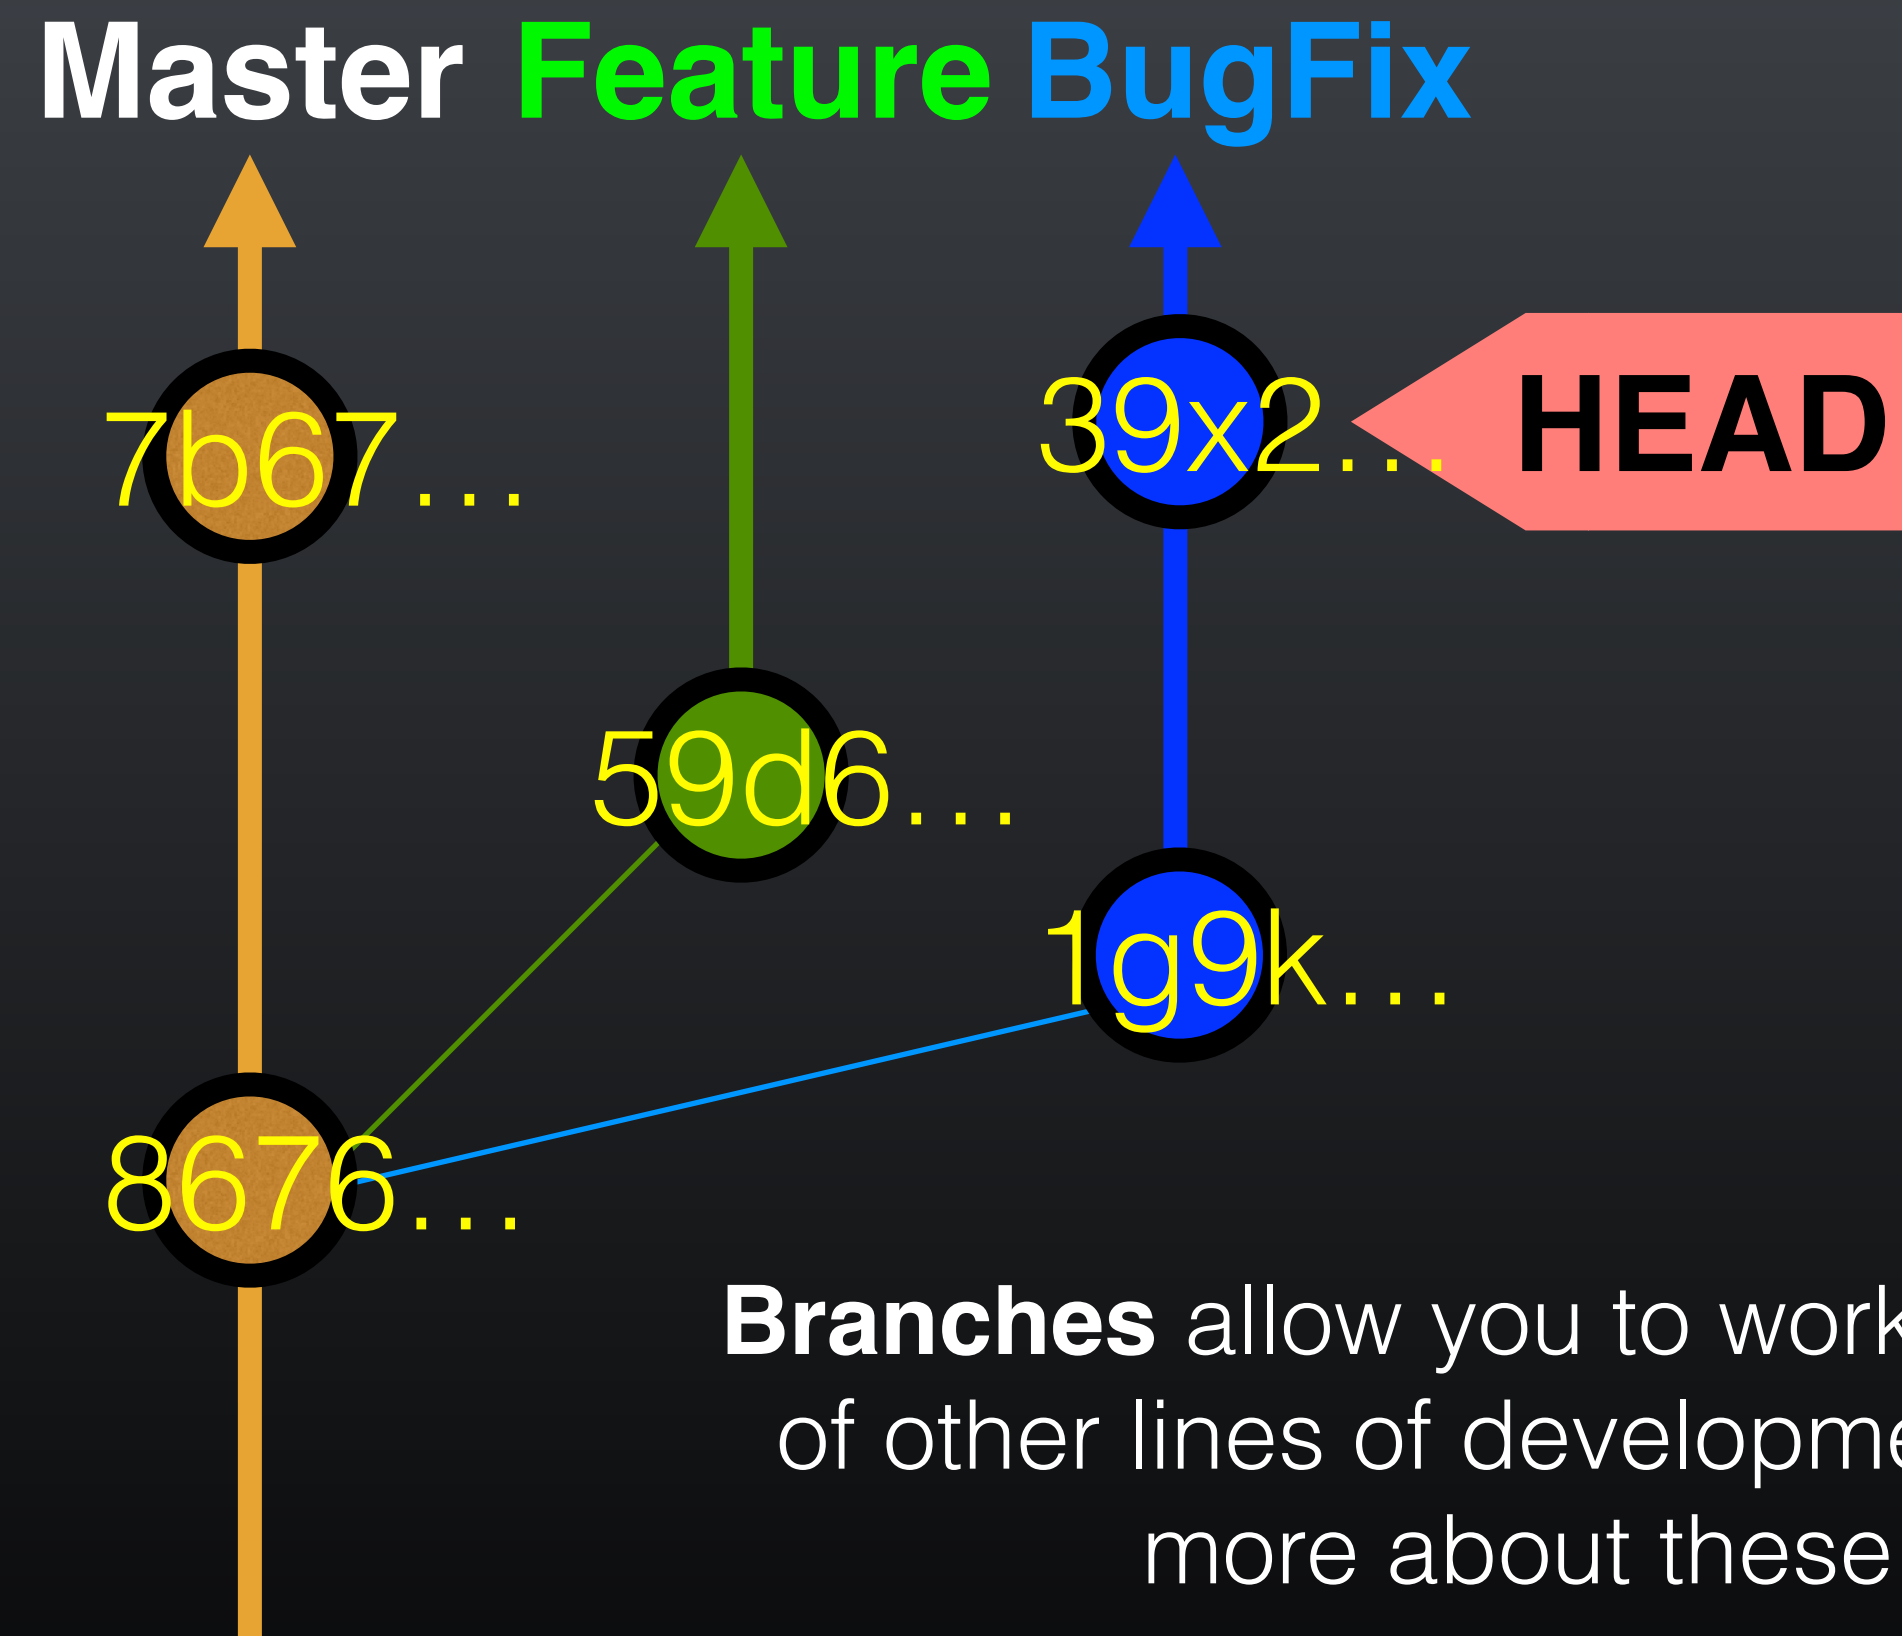 Master Feature BugFix
7b67...
39x2...
HEAD
59d6...
1g9k...
8676...
Branches allow you to work
of other lines of developme
more about these